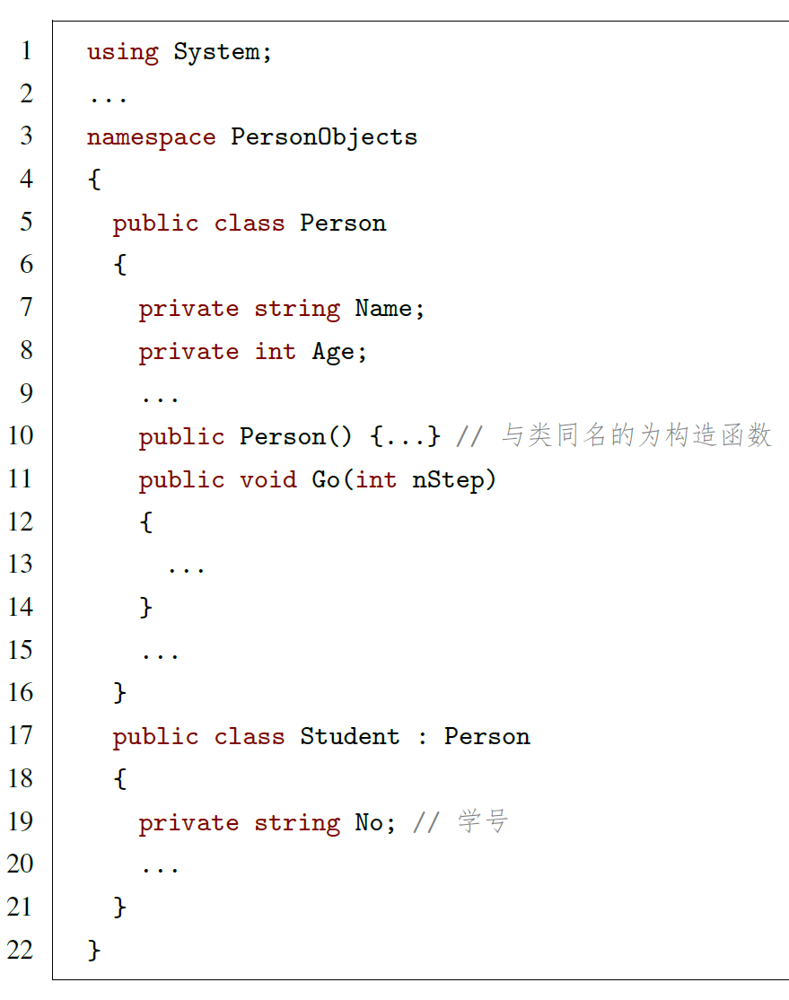 1 using System;
2 ...
3 namespace PersonObjects
4 {
5 public class Person
6 {
7 private string Name;
8 private int Age;
9 ...
10 public Person() {...} // 与类同名的为构造函数
11 public void Go(int nStep)
12 {
13 ...
14 }
15 ...
16 }
17 public class Student : Person
18 {
19 private string No; // 学号
20 ...
21 }
22 }